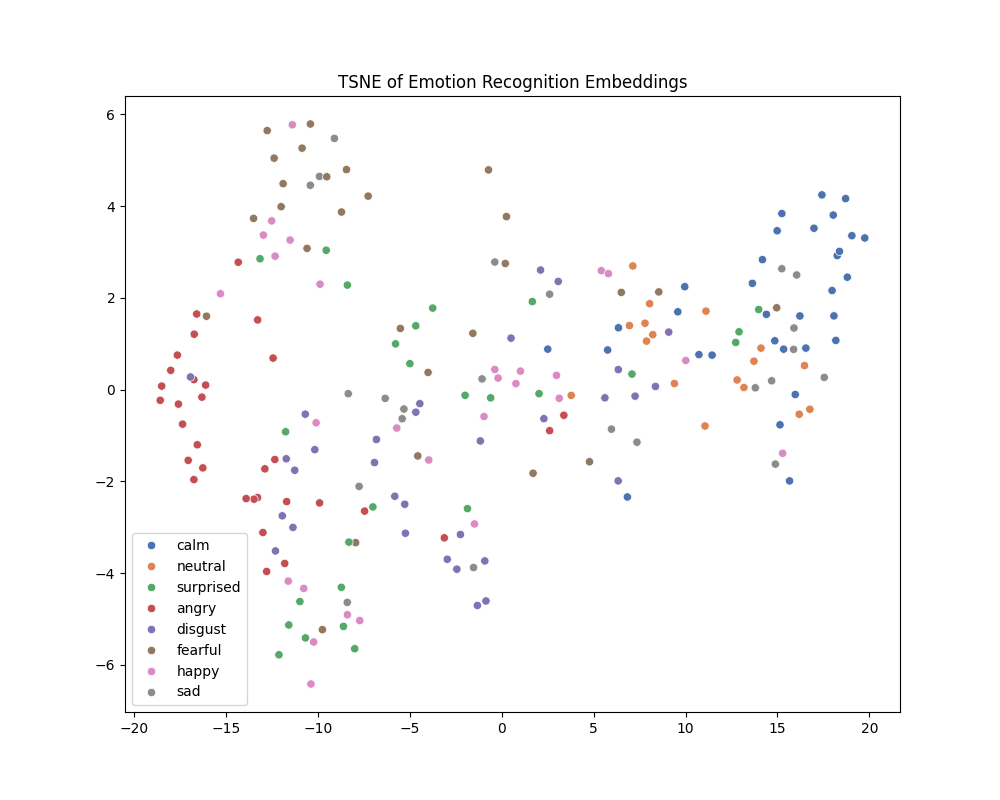 TSNE of Emotion Recognition Embeddings
6
4
2
0
−2
−4
−6
calm
neutral
surprised
angry
disgust
fearful
happy
sad
−20 −15 −10 −5 0 5 10 15 20